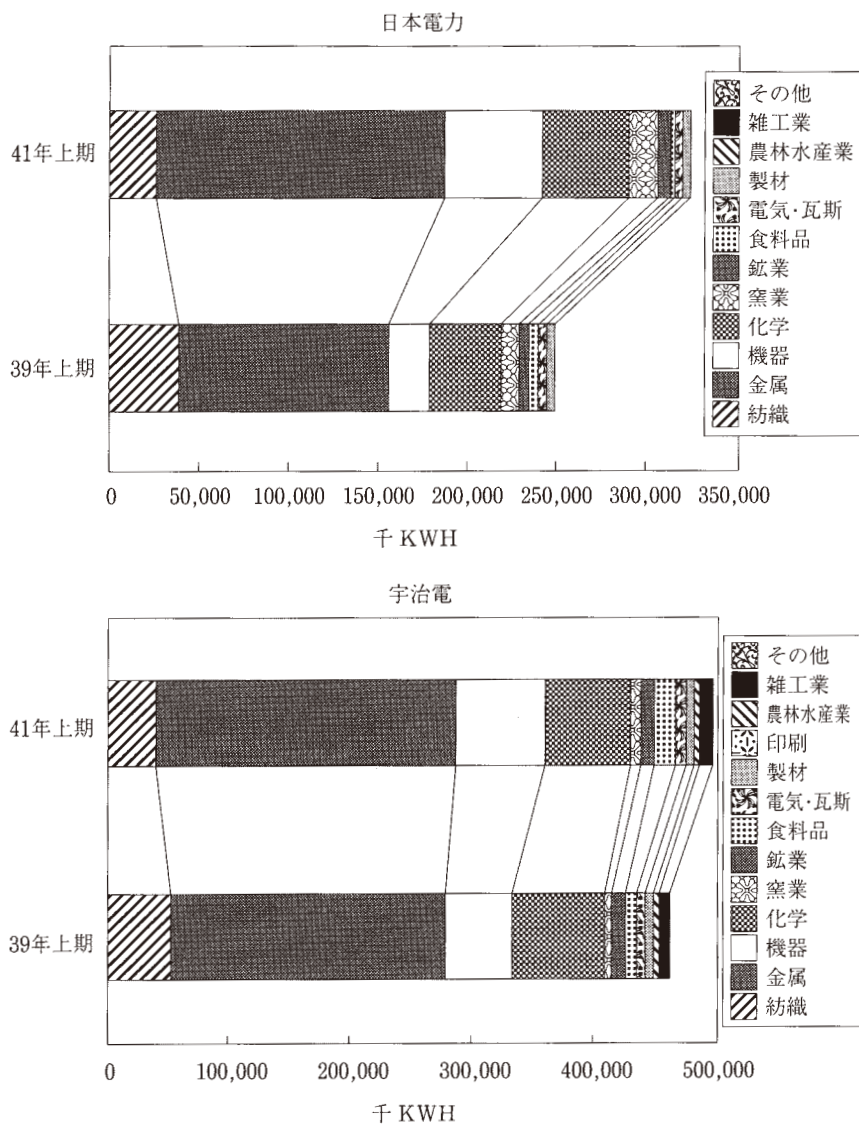 日本電力
41年上期
39年上期
その他
雑工業
農林水産業
製材
電気・瓦斯
食料品
鉱業
窯業
化学
機器
金属
紡織
0 50,000 100,000 150,000 200,000 250,000 300,000 350,000
千 KWH
宇治電
41年上期
39年上期
その他
雑工業
農林水産業
印刷
製材
電気・瓦斯
食料品
鉱業
窯業
化学
機器
金属
紡織
0 100,000 200,000 300,000 400,000 500,000
千 KWH